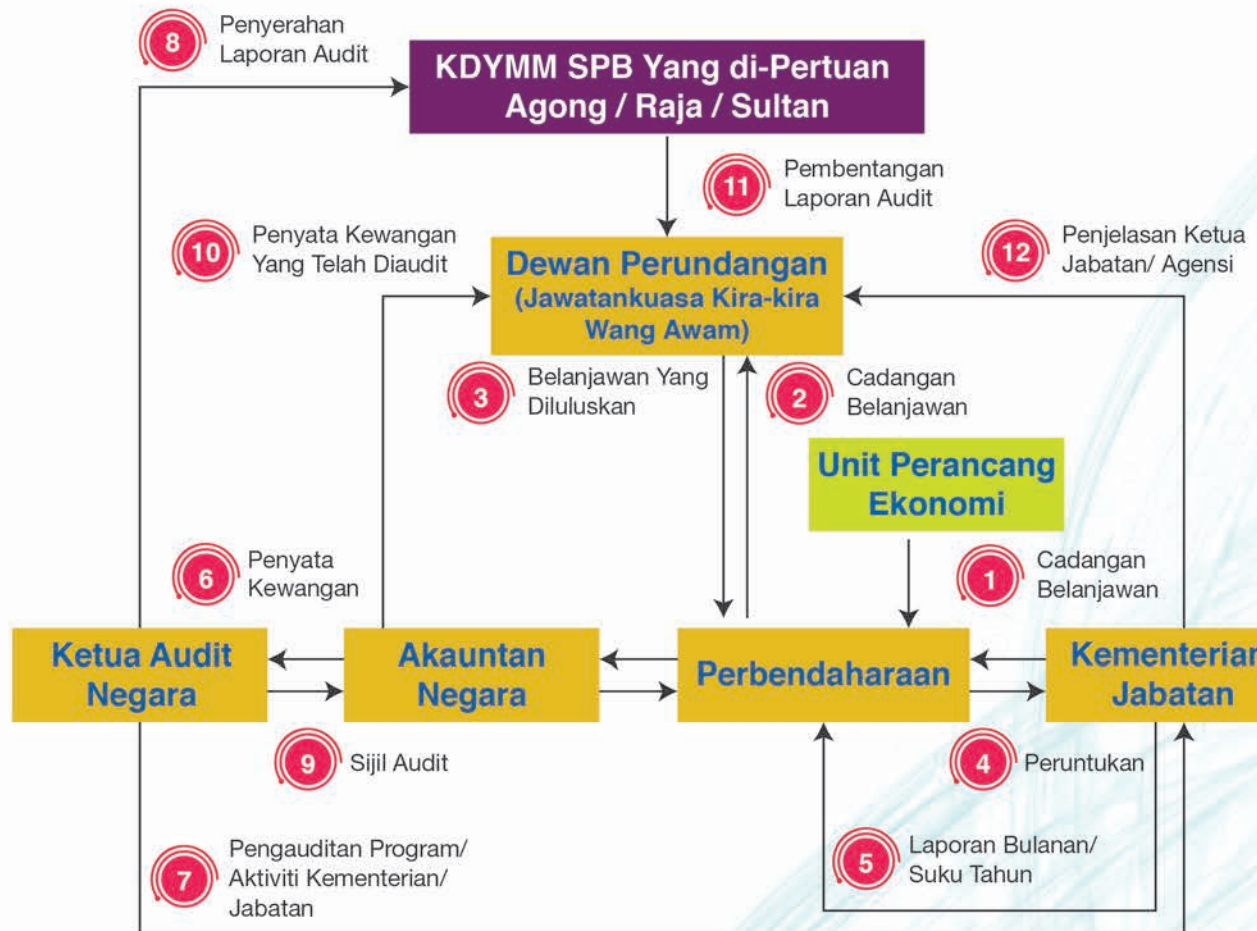 8
Penyerahan
Laporan Audit
KDYMM SPB Yang di-Pertuan
Agong / Raja / Sultan
11
Pembentangan
Laporan Audit
10
Penyata Kewangan
Yang Telah Diaudit
12
Penjelasan Ketua
Jabatan/ Agensi
Dewan Perundangan
(Jawatankuasa Kira-kira
Wang Awam)
3
Belanjawan Yang
Diluluskan
2
Cadangan
Belanjawan
Unit Perancang
Ekonomi
6
Penyata
Kewangan
1
Cadangan
Belanjawan
Ketua Audit
Negara
Akauntan
Negara
Perbendaharaan
Kementerian
Jabatan
9
Sijil Audit
4
Peruntukan
7
Pengauditan Program/
Aktiviti Kementerian/
Jabatan
5
Laporan Bulanan/
Suku Tahun